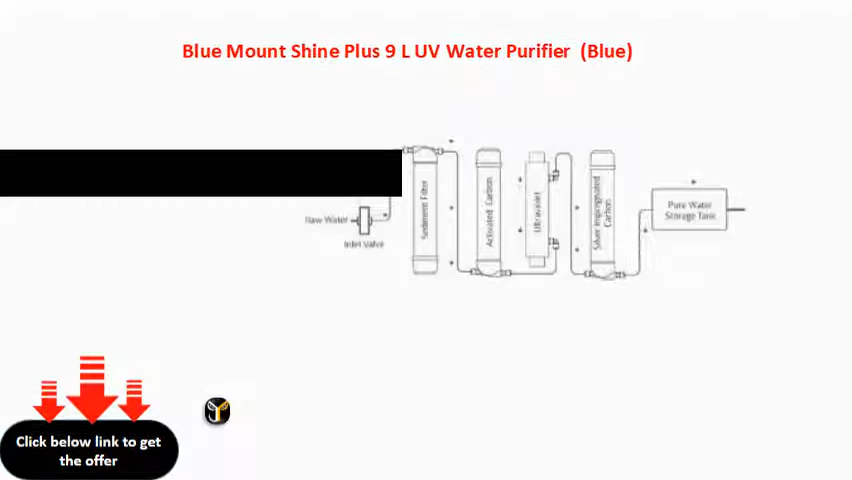 Blue Mount Shine Plus 9 L UV Water Purifier  (Blue)
Raw Water
Inlet Valve
Sediment Filter
Activated Carbon
Ultraviolet
Silver Impregnated
Carbon
Pure Water
Storage Tank
Click below link to get
the offer